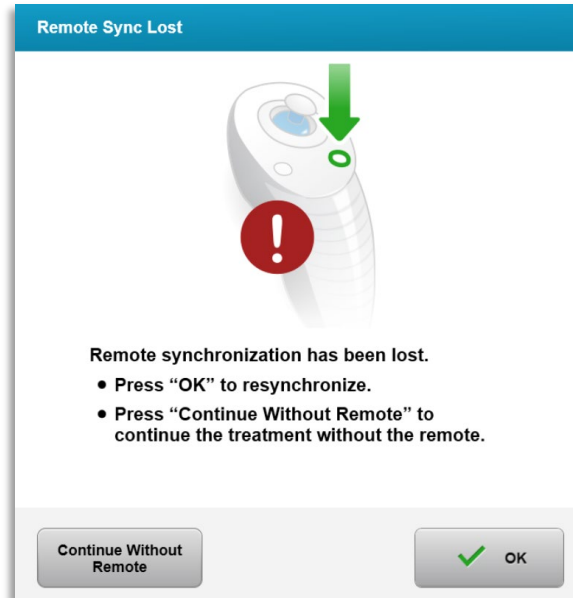 Remote Sync Lost
Remote synchronization has been lost.
• Press “OK” to resynchronize.
• Press “Continue Without Remote” to
continue the treatment without the remote.
Continue Without
Remote
OK